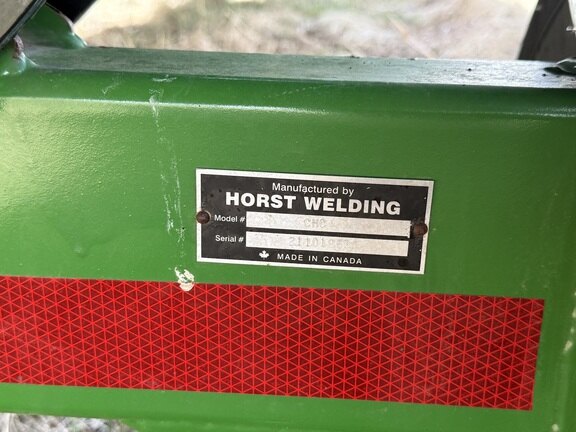 Manufactured by
HORST WELDING
Model #
Serial #
MADE IN CANADA